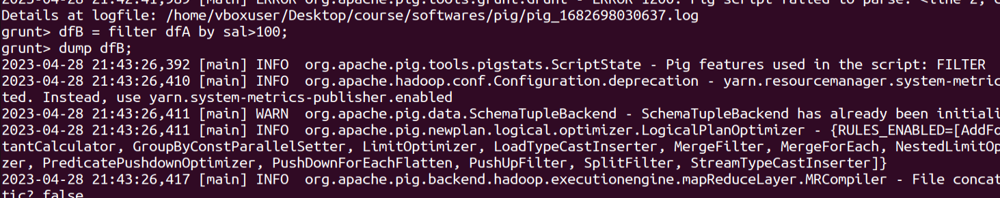 2023-04-28 21:42:41,989 [main] ERROR org.apache.pig.tools.grunt.Grunt - ERROR 1200: Pig script failed to parse: <line 2,
Details at logfile: /home/vboxuser/Desktop/course/softwares/pig/pig_1682698030637.log
grunt> dfB = filter dfA by sal>100;
grunt> dump dfB;
2023-04-28 21:43:26,392 [main] INFO  org.apache.pig.tools.pigstats.ScriptState - Pig features used in the script: FILTER
2023-04-28 21:43:26,410 [main] INFO  org.apache.hadoop.conf.Configuration.deprecation - yarn.resourcemanager.system-metric
ted. Instead, use yarn.system-metrics-publisher.enabled
2023-04-28 21:43:26,411 [main] WARN  org.apache.pig.data.SchemaTupleBackend - SchemaTupleBackend has already been initiali
2023-04-28 21:43:26,411 [main] INFO  org.apache.pig.newplan.logical.optimizer.LogicalPlanOptimizer - {RULES_ENABLED=[AddFo
tantCalculator, GroupByConstParallelSetter, LimitOptimizer, LoadTypeCastInserter, MergeFilter, MergeForEach, NestedLimitOp
zer, PredicatePushdownOptimizer, PushDownForEachFlatten, PushUpFilter, SplitFilter, StreamTypeCastInserter]}
2023-04-28 21:43:26,417 [main] INFO  org.apache.pig.backend.hadoop.executionengine.mapReduceLayer.MRCompiler - File concat
tic? false